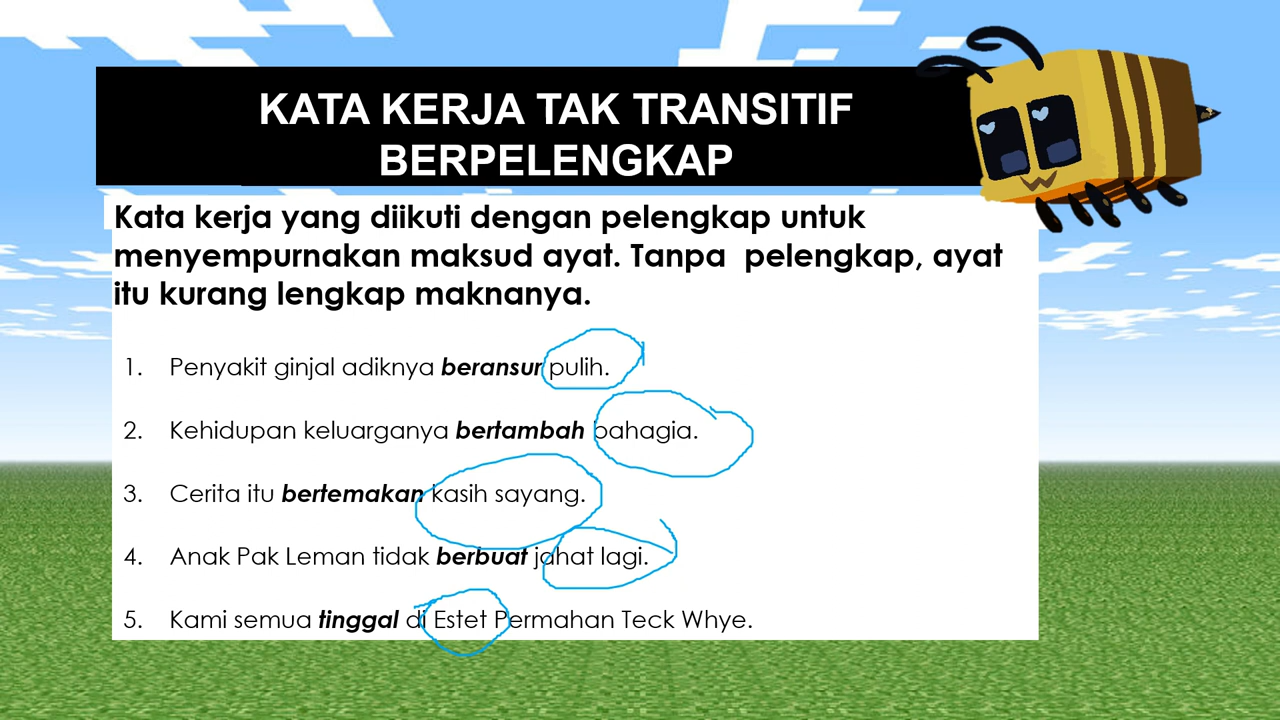 KATA KERJA TAK TRANSITIF
BERPELENGKAP
Kata kerja yang diikuti dengan pelengkap untuk
menyempurnakan maksud ayat. Tanpa pelengkap, ayat
itu kurang lengkap maknanya.
1. Penyakit ginjal adiknya beransur pulih.
2. Kehidupan keluarganya bertambah bahagia.
3. Cerita itu bertemakan kasih sayang.
4. Anak Pak Leman tidak berbuat jahat lagi.
5. Kami semua tinggal di Estet Permahan Teck Whye.